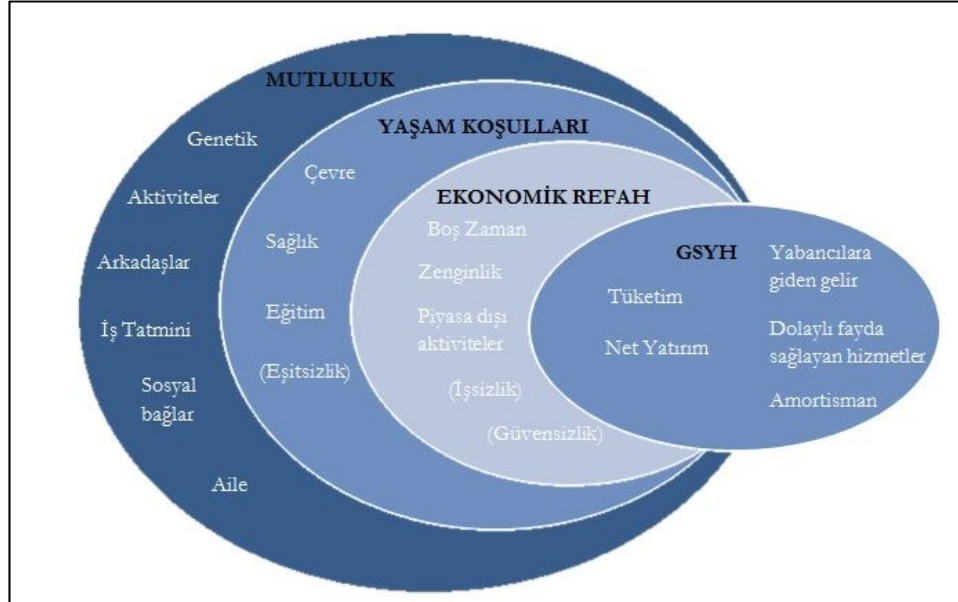 MUTLULUK
Genetik
Aktiviteler
Arkadaşlar
İş Tatmini
Sosyal
bağlar
Aile
YAŞAM KOŞULLARI
Çevre
Sağlık
Eğitim
(Eşitsizlik)
EKONOMİK REFAH
Boş Zaman
Zenginlik
Piyasa dışı
aktiviteler
(İşsizlik)
(Güvensizlik)
GSYH
Tüketim
Net Yatırım
Yabancılara
giden gelir
Dolaylı fayda
sağlayan hizmetler
Amortisman